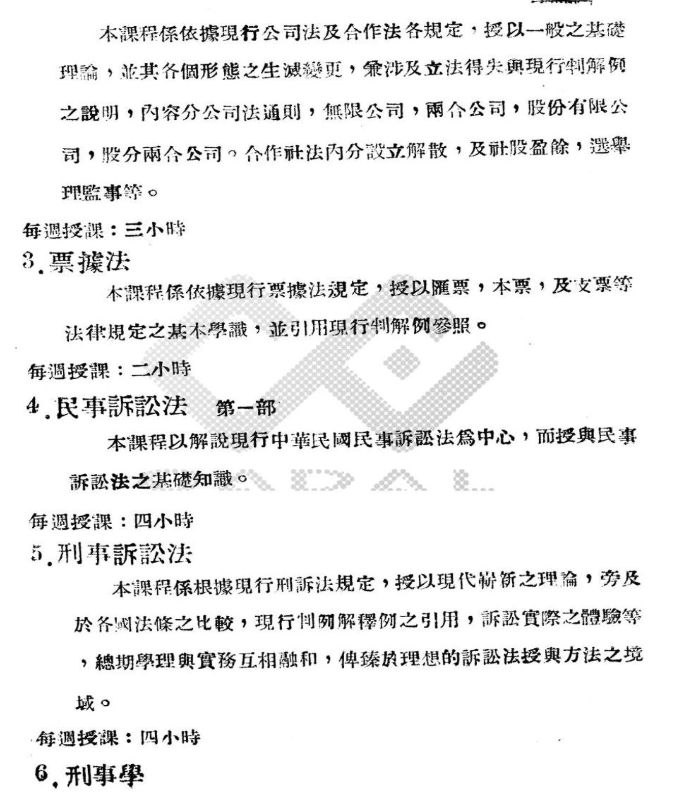 本課程係依據現行公司法及合作法各規定，授以一般之基礎
理論，並其各個形態之生滅變更，兼涉及立法得失與現行判解例
之說明，內容分公司法通則，無限公司，兩合公司，股份有限公
司，股分兩合公司。合作社法內分設立解散，及社股盈餘，選舉
理監事等。
每週授課：三小時
3.票據法
本課程係依據現行票據法規定，授以匯票，本票，及支票等
法律規定之基本學識，並引用現行判解例參照。
每週授課：二小時
4.民事訴訟法 第一部
本課程以解說現行中華民國民事訴訟法爲中心，而授與民事
訴訟法之基礎知識。
每週授課：四小時
5.刑事訴訟法
本課程係根據現行刑訴法規定，授以現代嶄新之理論，旁及
於各國法條之比較，現行判例解釋例之引用，訴訟實際之體驗等
，總期學理與實務互相融和，俾臻於理想的訴訟法授與方法之境
域。
每週授課：四小時
6.刑事學